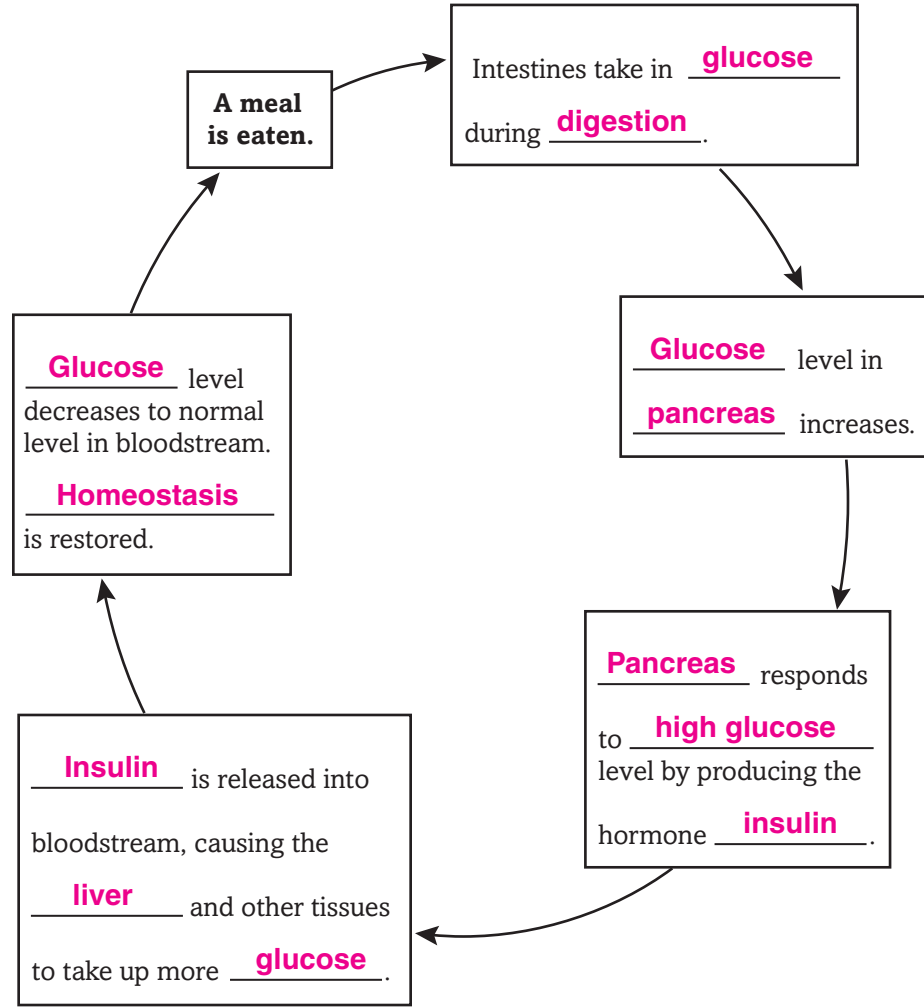 A meal
is eaten.
Intestines take in glucose
during digestion.
Glucose level in
pancreas increases.
Pancreas responds
to high glucose
level by producing the
hormone insulin.
Insulin is released into
bloodstream, causing the
liver and other tissues
to take up more glucose.
Glucose level
decreases to normal
level in bloodstream.
Homeostasis
is restored.